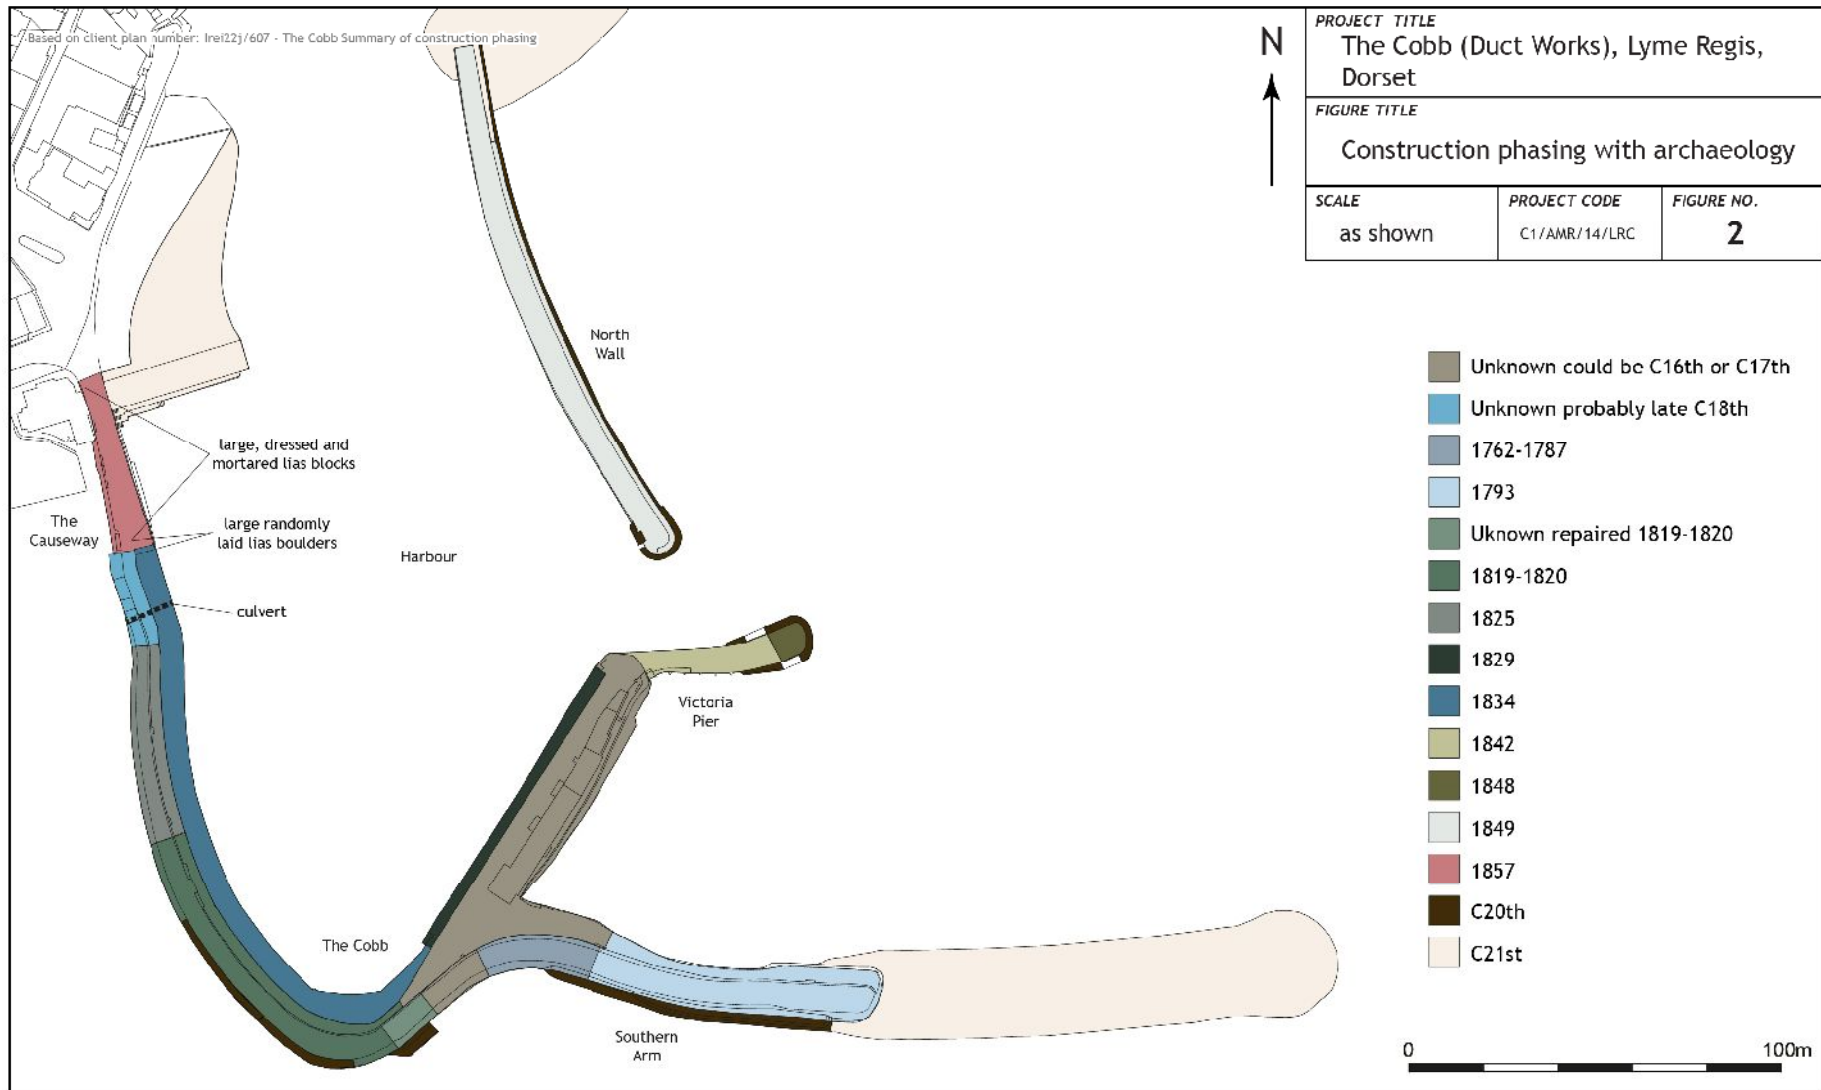 Based on client plan number: lrei22j/607 - The Cobb Summary of construction phasing
N
PROJECT TITLE
The Cobb (Duct Works), Lyme Regis,
Dorset
FIGURE TITLE
Construction phasing with archaeology
SCALE
as shown
PROJECT CODE
C1/AMR/14/LRC
FIGURE NO.
2
North
Wall
large, dressed and
mortared lias blocks
The
Causeway
large randomly
laid lias boulders
Harbour
culvert
Victoria
Pier
The Cobb
Southern
Arm
Unknown could be C16th or C17th
Unknown probably late C18th
1762-1787
1793
Uknown repaired 1819-1820
1819-1820
1825
1829
1834
1842
1848
1849
1857
C20th
C21st
0
100m